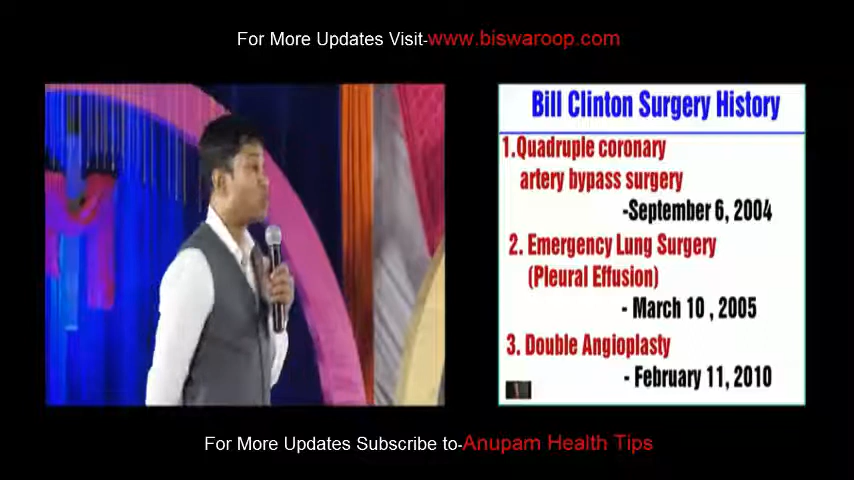 For More Updates Visit-www.biswaroop.com
Bill Clinton Surgery History
1.Quadruple coronary
artery bypass surgery
-September 6, 2004
2. Emergency Lung Surgery
(Pleural Effusion)
- March 10 , 2005
3. Double Angioplasty
- February 11, 2010
For More Updates Subscribe to-Anupam Health Tips